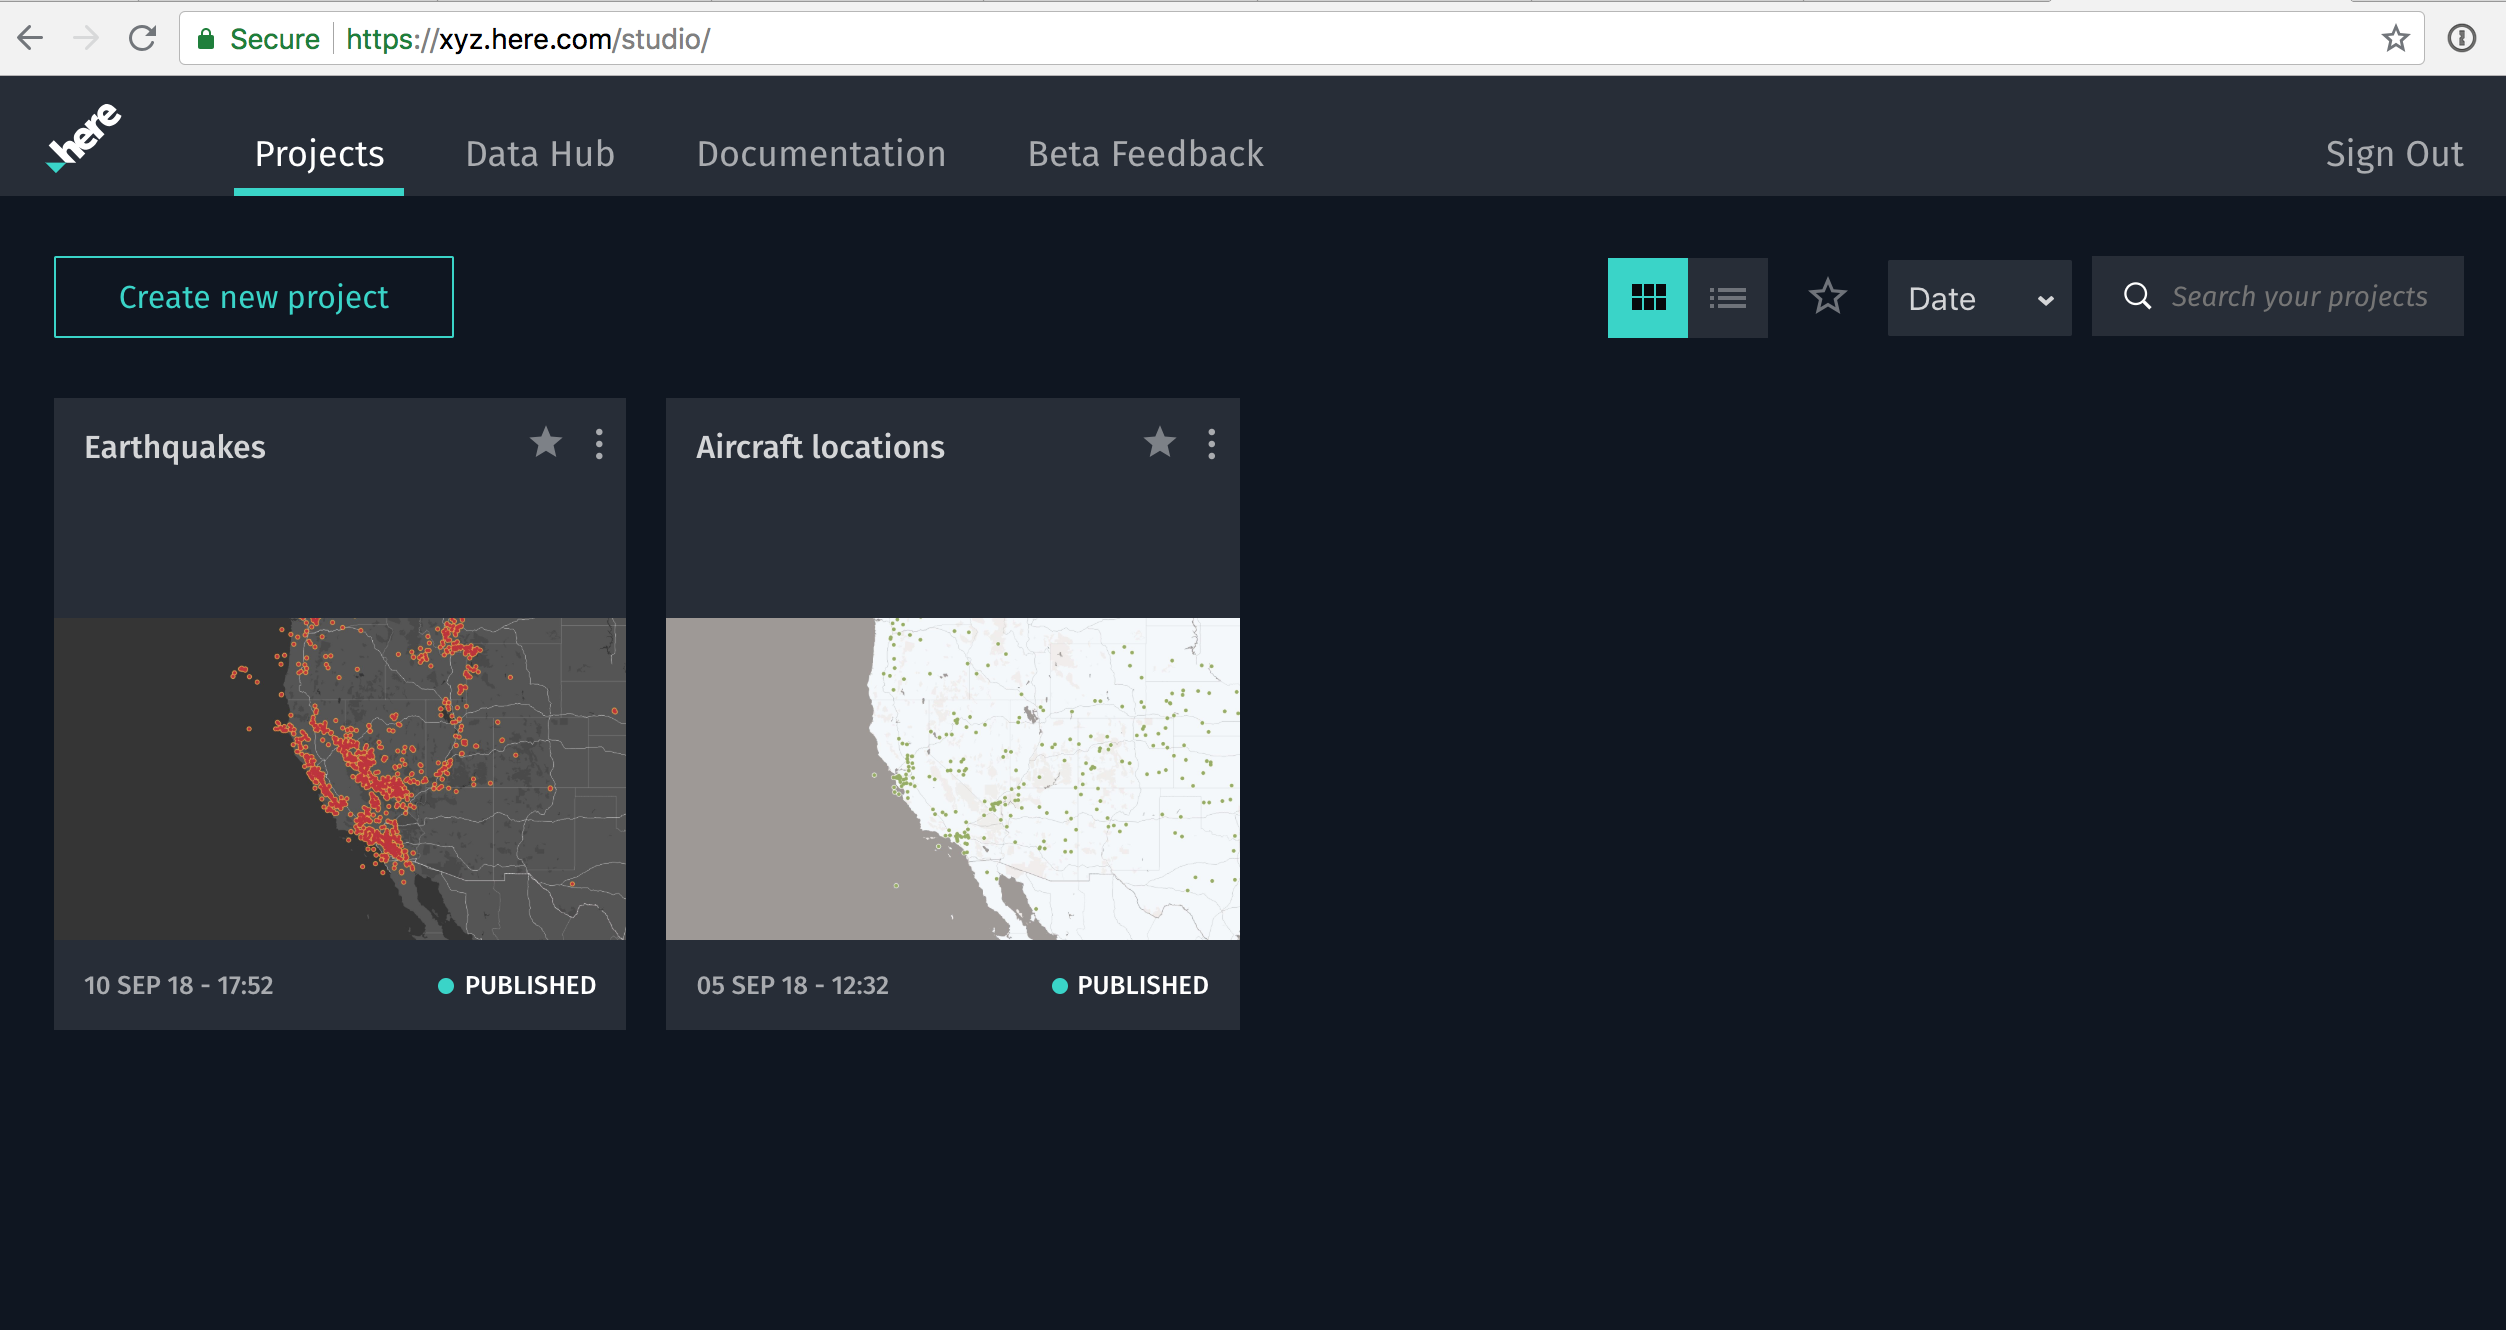 Secure https://xyz.here.com/studio/
here
Projects Data Hub Documentation Beta Feedback Sign Out
Create new project Date Search your projects
Earthquakes Aircraft locations
10 SEP 18 - 17:52 PUBLISHED 05 SEP 18 - 12:32 PUBLISHED